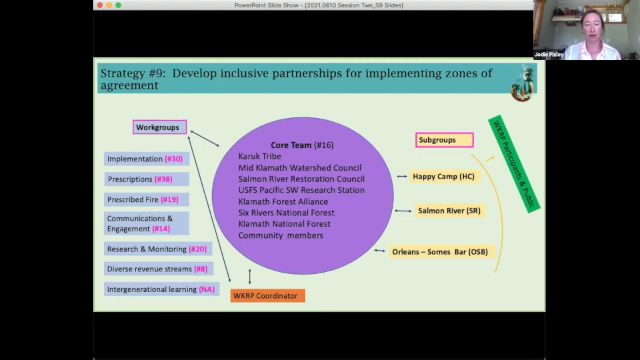 PowerPoint Slide Show - [2021.0610 Session Two_S9 Slides]
Jodie Pixley
Strategy #9: Develop inclusive partnerships for implementing zones of
agreement
Workgroups
Implementation (#30)
Prescriptions (#38)
Prescribed Fire (#19)
Communications &
Engagement (#14)
Research & Monitoring (#20)
Diverse revenue streams (#8)
Intergenerational learning (NA)
Core Team (#16)
Karuk Tribe
Mid Klamath Watershed Council
Salmon River Restoration Council
USFS Pacific SW Research Station
Klamath Forest Alliance
Six Rivers National Forest
Klamath National Forest
Community members
WKRP Coordinator
Subgroups
Happy Camp (HC)
Salmon River (SR)
Orleans – Somes Bar (OSB)
WKRP Participants & Public